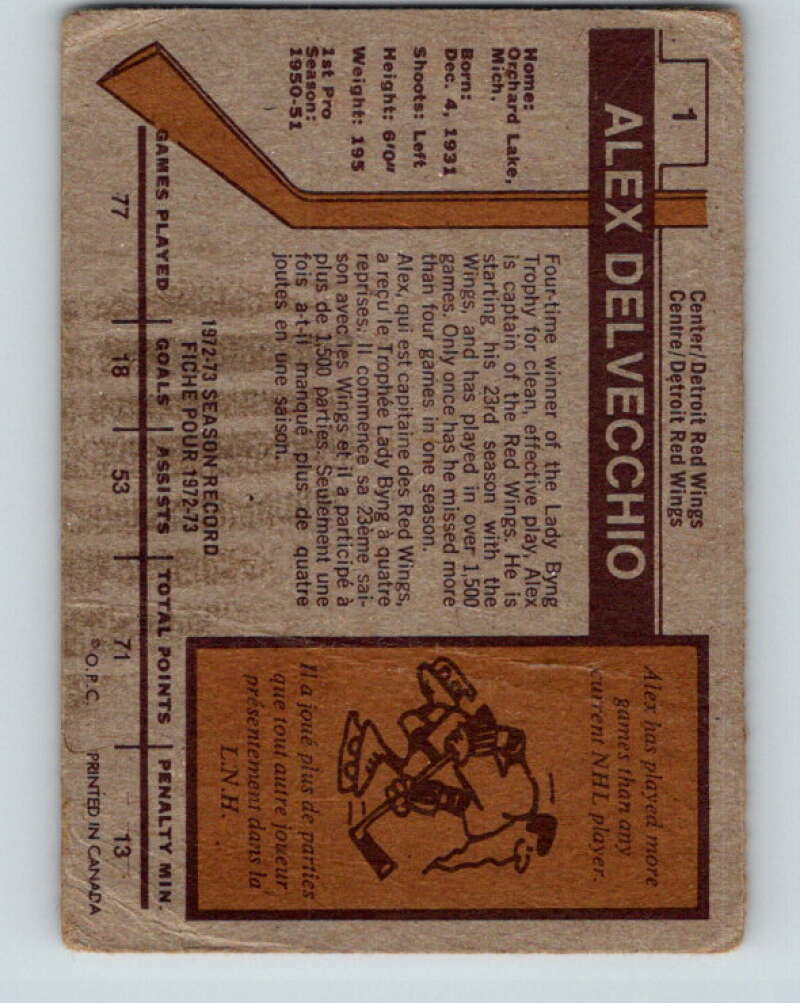 1
Center/Detroit Red Wings
Centre/Detroit Red Wings
ALEX DELVECCHIO
Home:
Orchard Lake,
Mich.
Born:
Dec. 4, 1931
Shoots: Left
Height: 6'0"
Weight: 195
1st Pro
Season:
1950-51
Four-time winner of the Lady Byng
Trophy for clean, effective play, Alex
is captain of the Red Wings. He is
starting his 23rd season with the
Wings, and has played in over 1,500
games. Only once has he missed more
than four games in one season.
Alex, qui est capitaine des Red Wings,
a reçu le Trophée Lady Byng à quatre
reprises. Il commence sa 23ème sai-
son avec les Wings et il a participé à
plus de 1,500 parties. Seulement une
fois a-t-il manqué plus de quatre
joutes en une saison.
Alex has played more
games than any
current NHL player.
Il a joué plus de parties
que tout autre joueur
présentement dans la
L.N.H.
1972-73 SEASON RECORD
FICHE POUR 1972-73
GAMES PLAYED GOALS ASSISTS TOTAL POINTS PENALTY MIN.
77 18 53 71 13
©O.P.C. PRINTED IN CANADA